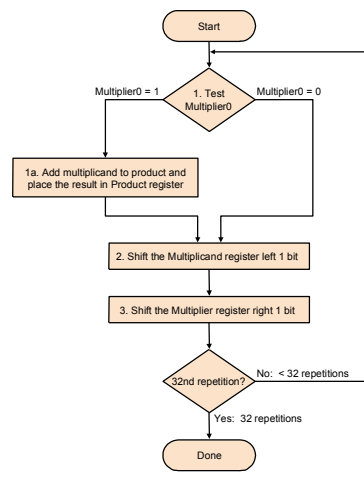 Start
Multiplier0 = 1
1. Test
Multiplier0
Multiplier0 = 0
1a. Add multiplicand to product and
place the result in Product register
2. Shift the Multiplicand register left 1 bit
3. Shift the Multiplier register right 1 bit
32nd repetition?
No: < 32 repetitions
Yes: 32 repetitions
Done